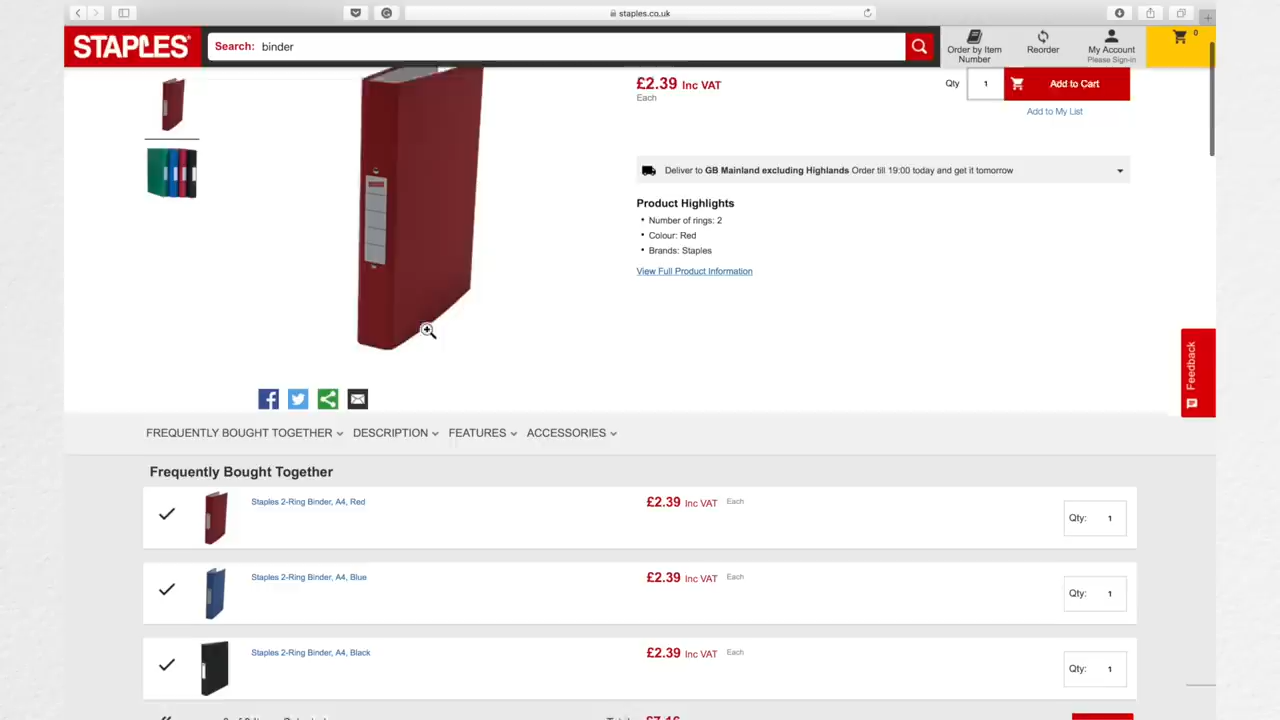 staples.co.uk
STAPLES
Search: binder
Order by Item Number
Reorder
My Account
Please Sign-in
0
£2.39 Inc VAT
Each
Qty 1 Add to Cart
Add to My List
Deliver to GB Mainland excluding Highlands Order till 19:00 today and get it tomorrow
Product Highlights
• Number of rings: 2
• Colour: Red
• Brands: Staples
View Full Product Information
Feedback
FREQUENTLY BOUGHT TOGETHER DESCRIPTION FEATURES ACCESSORIES
Frequently Bought Together
Staples 2-Ring Binder, A4, Red £2.39 Inc VAT Each Qty: 1
Staples 2-Ring Binder, A4, Blue £2.39 Inc VAT Each Qty: 1
Staples 2-Ring Binder, A4, Black £2.39 Inc VAT Each Qty: 1